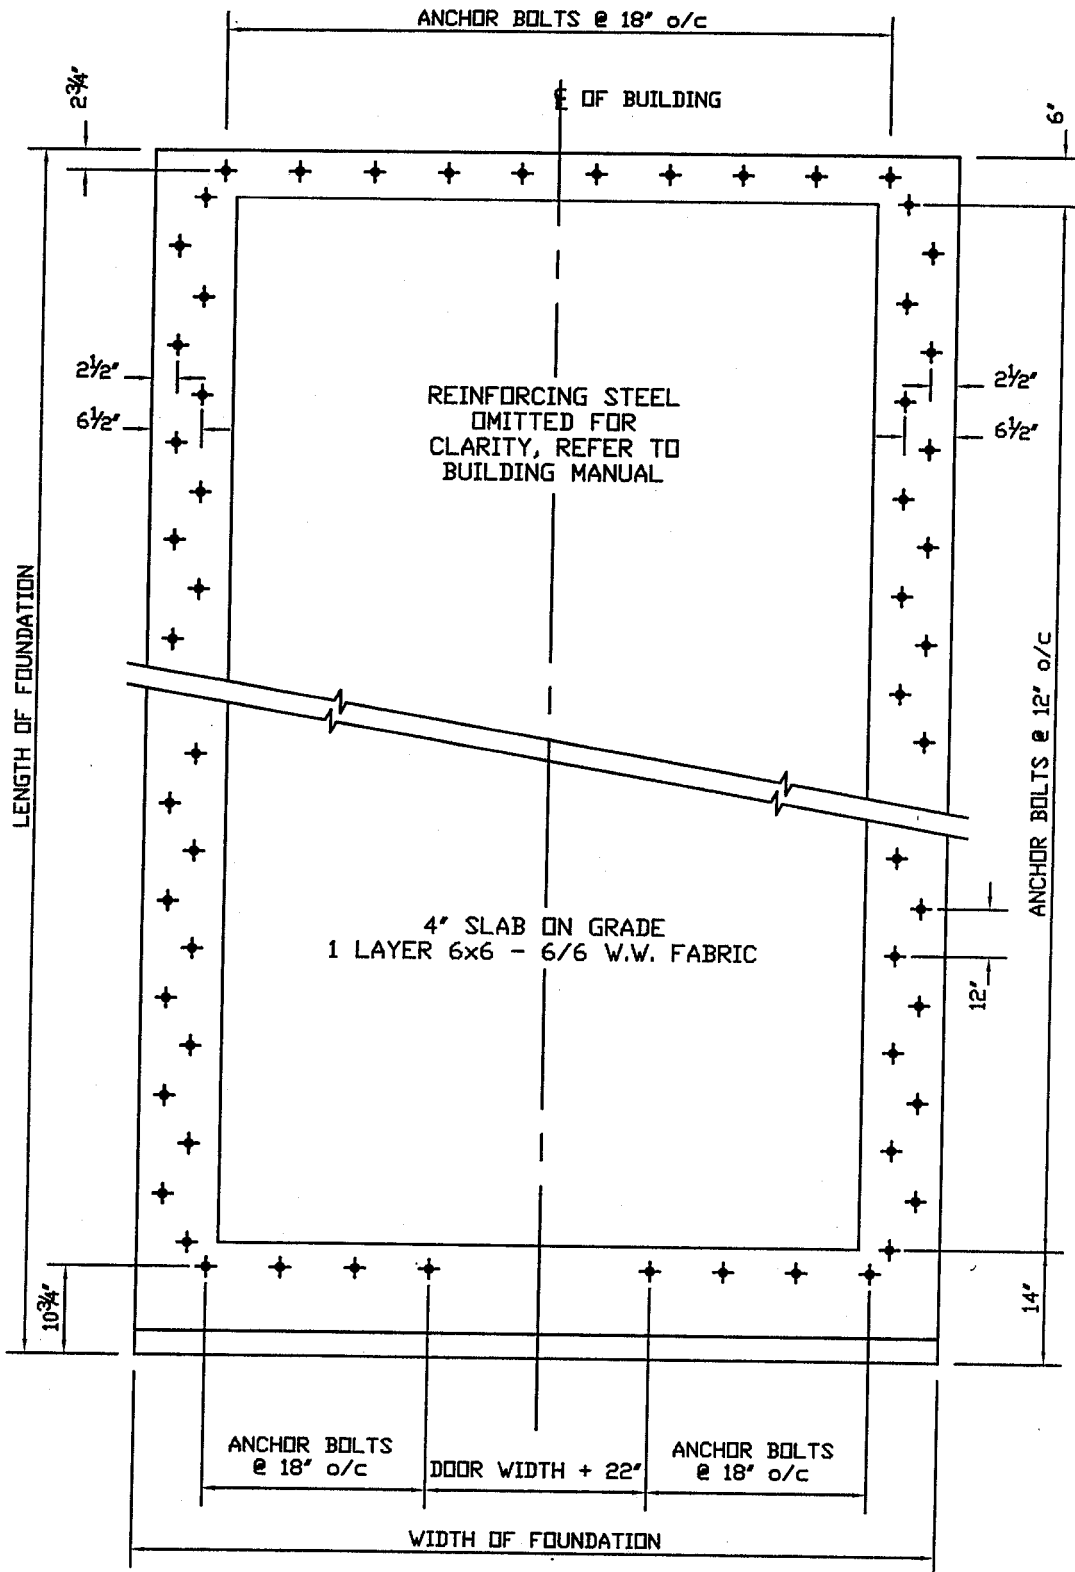 ANCHOR BOLTS @ 18" o/c
2¾"
℄ OF BUILDING
6"
2½"
6½"
REINFORCING STEEL
OMITTED FOR
CLARITY, REFER TO
BUILDING MANUAL
2½"
6½"
LENGTH OF FOUNDATION
ANCHOR BOLTS @ 12" o/c
4" SLAB ON GRADE
1 LAYER 6x6 - 6/6 W.W. FABRIC
12"
10¾"
14"
ANCHOR BOLTS
@ 18" o/c
DOOR WIDTH + 22"
ANCHOR BOLTS
@ 18" o/c
WIDTH OF FOUNDATION